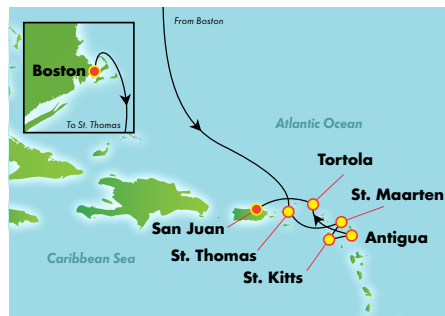 From Boston
Boston
To St. Thomas
Atlantic Ocean
Tortola
St. Maarten
San Juan
Antigua
St. Thomas
Caribbean Sea
St. Kitts